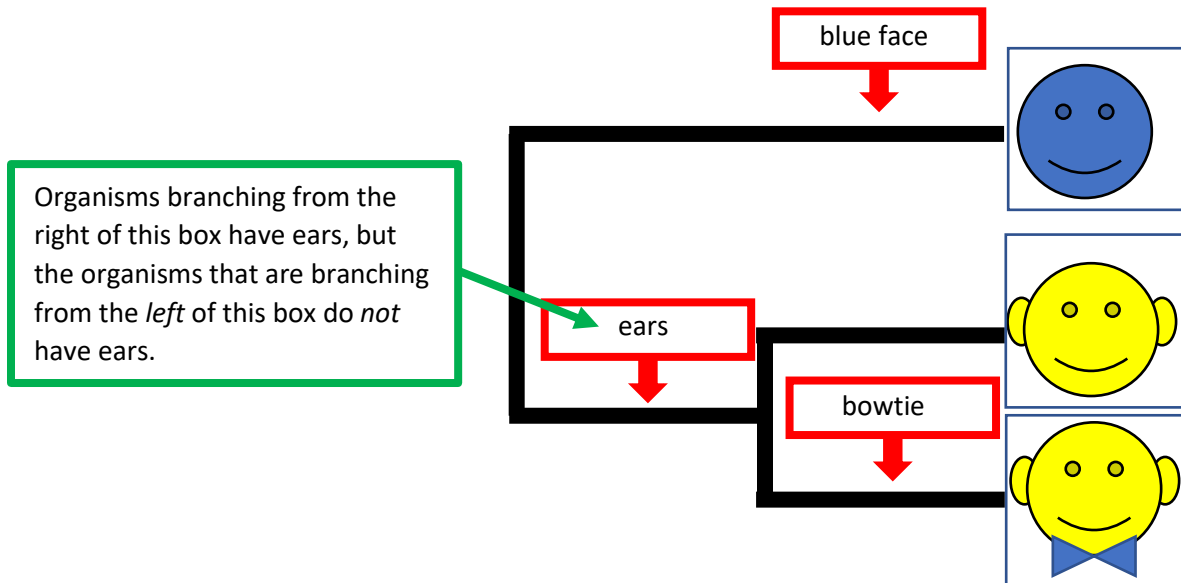 blue face
Organisms branching from the
right of this box have ears, but
the organisms that are branching
from the left of this box do not
have ears.
ears
bowtie